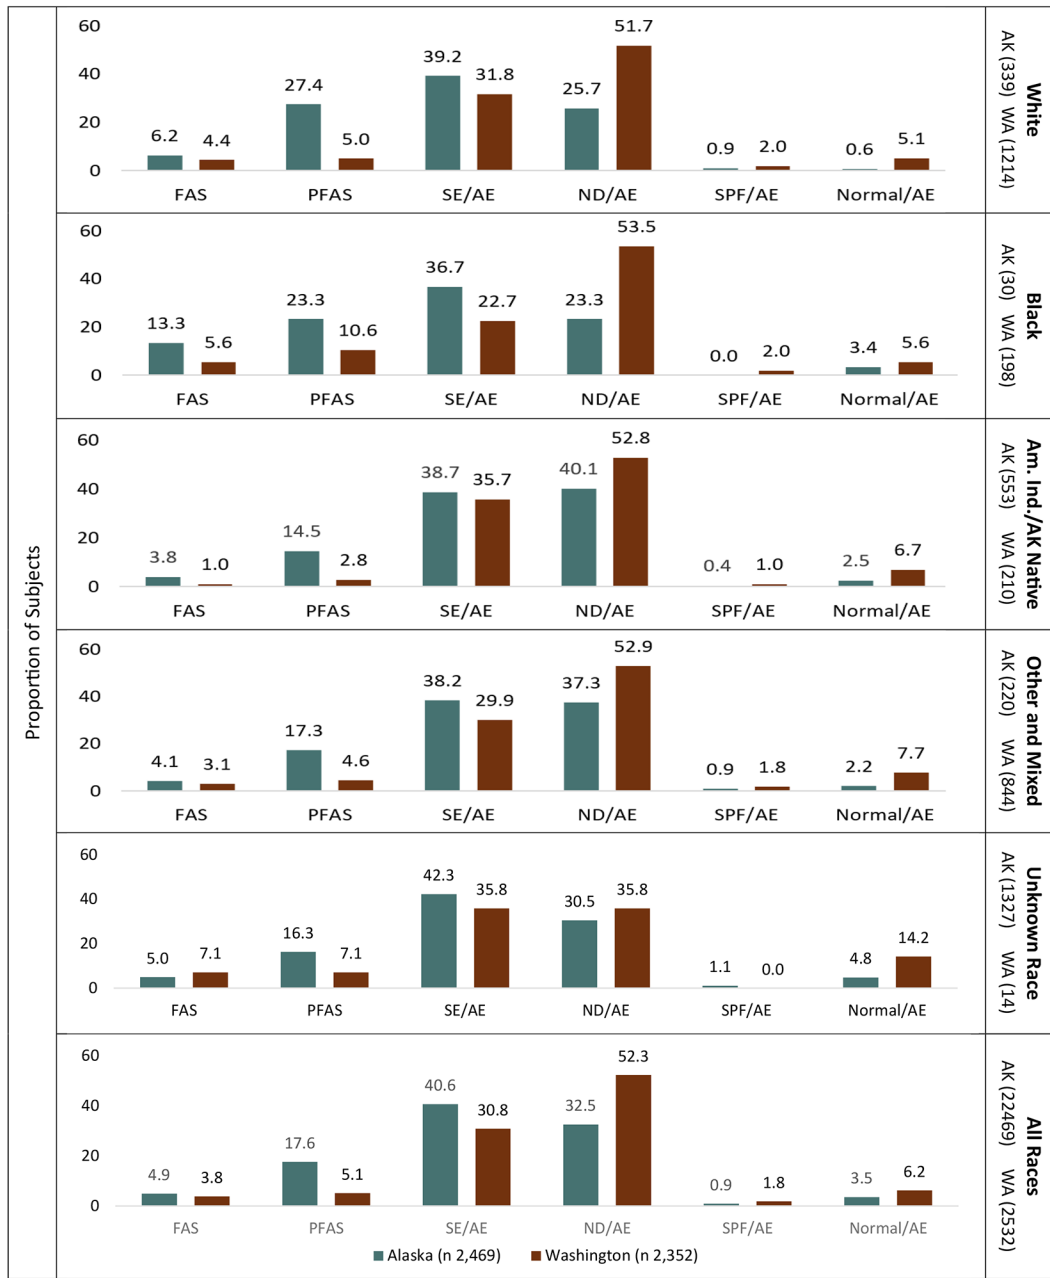 Proportion of Subjects
60
40
20
0
6.2 4.4 27.4 5.0 39.2 31.8 25.7 51.7 0.9 2.0 0.6 5.1
FAS PFAS SE/AE ND/AE SPF/AE Normal/AE
White
AK (339) WA (1214)
60
40
20
0
13.3 5.6 23.3 10.6 36.7 22.7 23.3 53.5 0.0 2.0 3.4 5.6
FAS PFAS SE/AE ND/AE SPF/AE Normal/AE
Black
AK (30) WA (198)
60
40
20
0
3.8 1.0 14.5 2.8 38.7 35.7 40.1 52.8 0.4 1.0 2.5 6.7
FAS PFAS SE/AE ND/AE SPF/AE Normal/AE
Am. Ind./AK Native
AK (553) WA (210)
60
40
20
0
4.1 3.1 17.3 4.6 38.2 29.9 37.3 52.9 0.9 1.8 2.2 7.7
FAS PFAS SE/AE ND/AE SPF/AE Normal/AE
Other and Mixed
AK (220) WA (844)
60
40
20
0
5.0 7.1 16.3 7.1 42.3 35.8 30.5 35.8 1.1 0.0 4.8 14.2
FAS PFAS SE/AE ND/AE SPF/AE Normal/AE
Unknown Race
AK (1327) WA (14)
60
40
20
0
4.9 3.8 17.6 5.1 40.6 30.8 32.5 52.3 0.9 1.8 3.5 6.2
FAS PFAS SE/AE ND/AE SPF/AE Normal/AE
All Races
AK (22469) WA (2532)
Alaska (n 2,469) Washington (n 2,352)